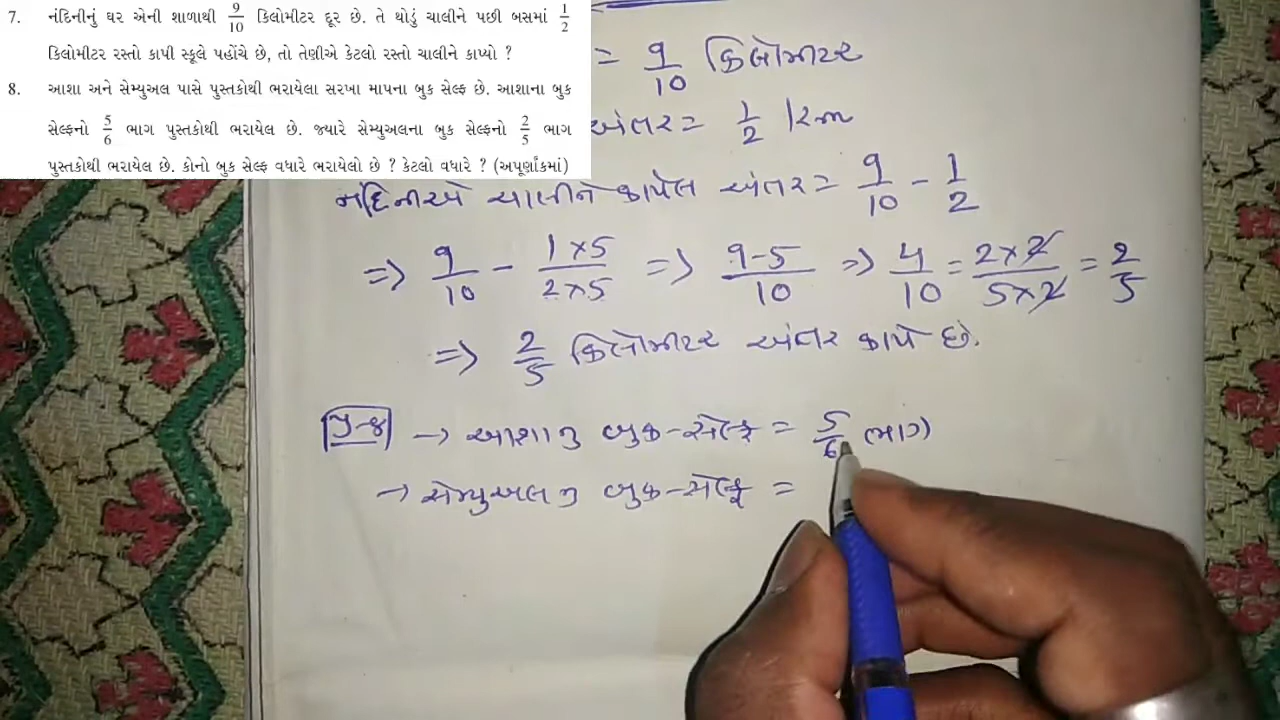 7. નંદિનીનું ઘર એની શાળાથી 9/10 કિલોમીટર દૂર છે. તે થોડું ચાલીને પછી બસમાં 1/2
કિલોમીટર રસ્તો કાપી સ્કૂલે પહોંચે છે, તો તેણીએ કેટલો રસ્તો ચાલીને કાપ્યો ?
8. આશા અને સેમ્યુઅલ પાસે પુસ્તકોથી ભરાયેલા સરખા માપના બુક સેલ્ફ છે. આશાના બુક
સેલ્ફનો 5/6 ભાગ પુસ્તકોથી ભરાયેલ છે. જ્યારે સેમ્યુઅલના બુક સેલ્ફનો 2/5 ભાગ
પુસ્તકોથી ભરાયેલ છે. કોનો બુક સેલ્ફ વધારે ભરાયેલો છે ? કેટલો વધારે ? (અપૂર્ણાંકમાં)
= 9/10 કિલોમીટર
અંતર = 1/2 km
નંદિનીએ ચાલીને કાપેલ અંતર = 9/10 - 1/2
=> 9/10 - 1×5/2×5 => 9-5/10 => 4/10 = 2×2/5×2 = 2/5
=> 2/5 કિલોમીટર અંતર કાપે છે.
પ્ર-8 → આશાનુ બુક-સેલ્ફ = 5/6 ભાગ
→ સેમ્યુઅલનુ બુક-સેલ્ફ =